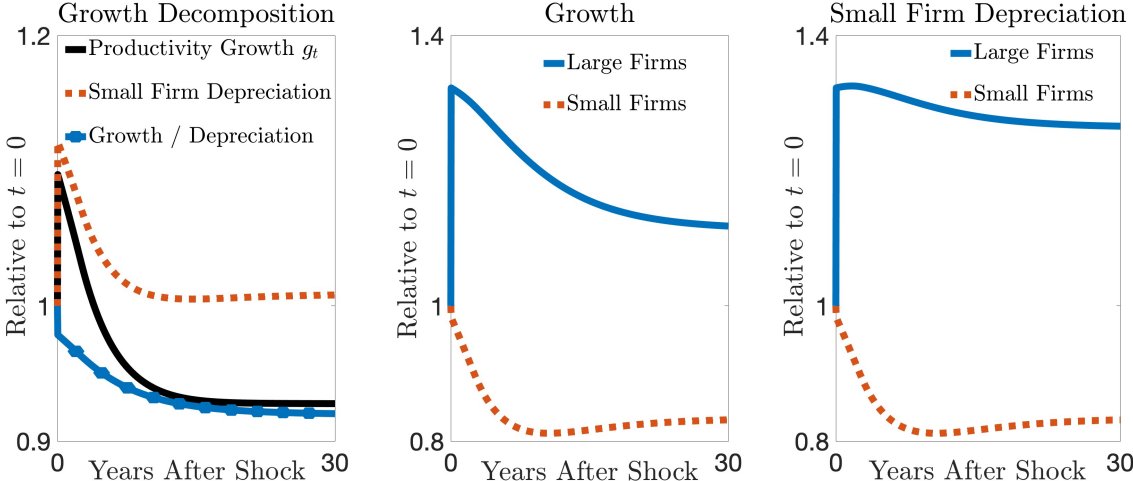 Growth Decomposition
Relative to t = 0
1.2
1
0.9
Productivity Growth gt
Small Firm Depreciation
Growth / Depreciation
0
30
Years After Shock
Growth
Relative to t = 0
1.4
1
0.8
Large Firms
Small Firms
0
30
Years After Shock
Small Firm Depreciation
Relative to t = 0
1.4
1
0.8
Large Firms
Small Firms
0
30
Years After Shock